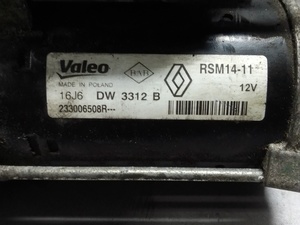 Valeo
RSM14-11
MADE IN POLAND
12V
16J6 DW 3312 B
233006508R---